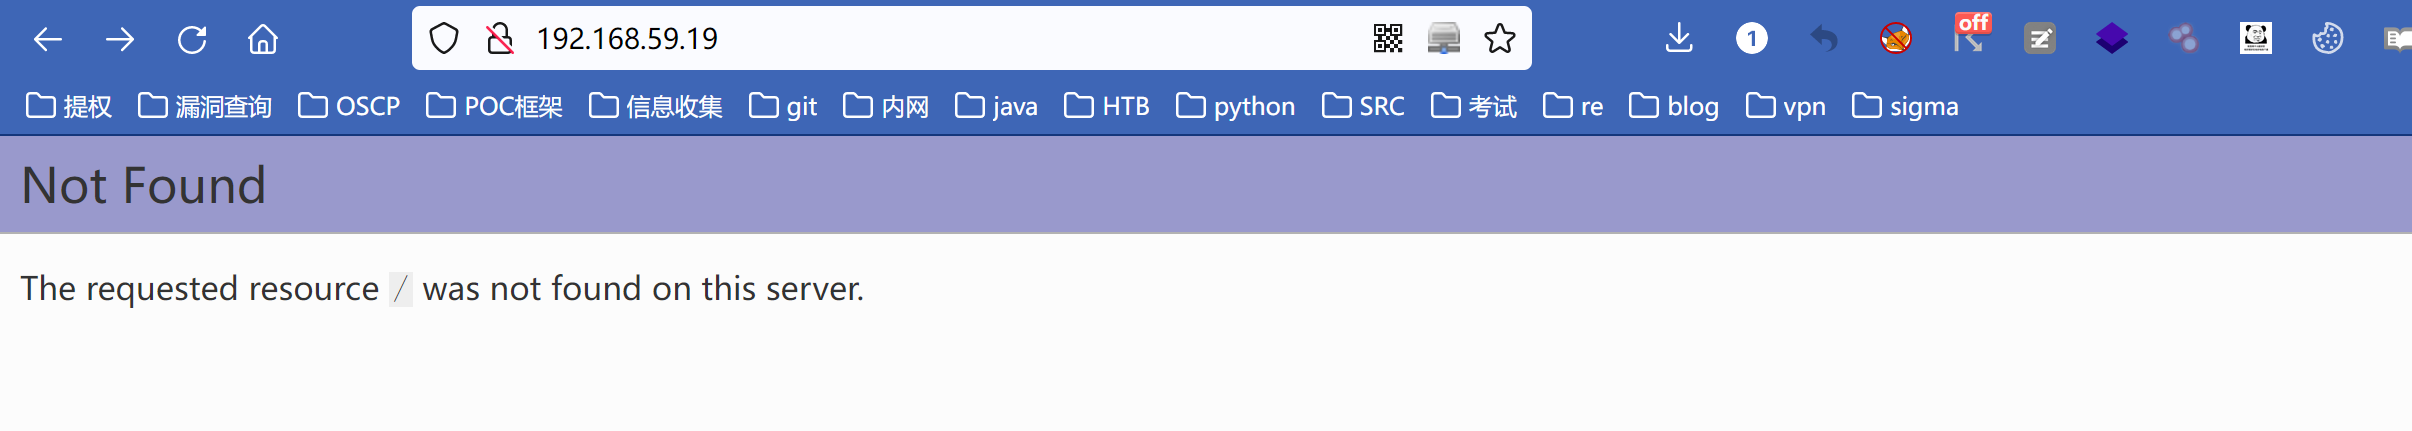 192.168.59.19
off
1
提权 漏洞查询 OSCP POC框架 信息收集 git 内网 java HTB python SRC 考试 re blog vpn sigma
Not Found
The requested resource / was not found on this server.